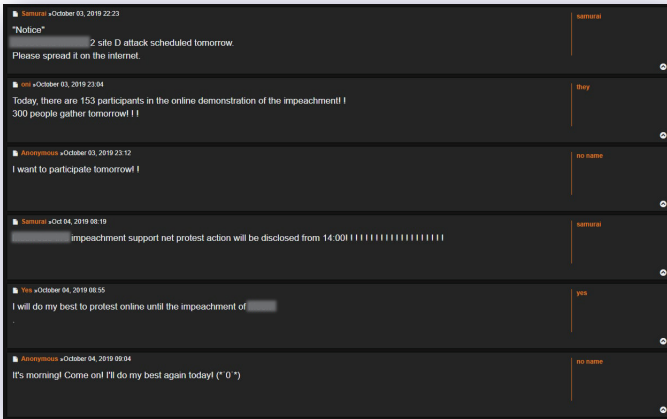 Samurai »October 03, 2019 22:23
samurai
"Notice"
2 site D attack scheduled tomorrow.
Please spread it on the internet.
oni »October 03, 2019 23:04
they
Today, there are 153 participants in the online demonstration of the impeachment! !
300 people gather tomorrow! ! !
Anonymous »October 03, 2019 23:12
no name
I want to participate tomorrow! !
Samurai »Oct 04, 2019 08:19
samurai
impeachment support net protest action will be disclosed from 14:00! ! ! ! ! ! ! ! ! ! ! ! ! ! ! ! ! ! !
Yes »October 04, 2019 08:55
yes
I will do my best to protest online until the impeachment of
.
Anonymous »October 04, 2019 09:04
no name
It's morning! Come on! I'll do my best again today! (*´0`*)